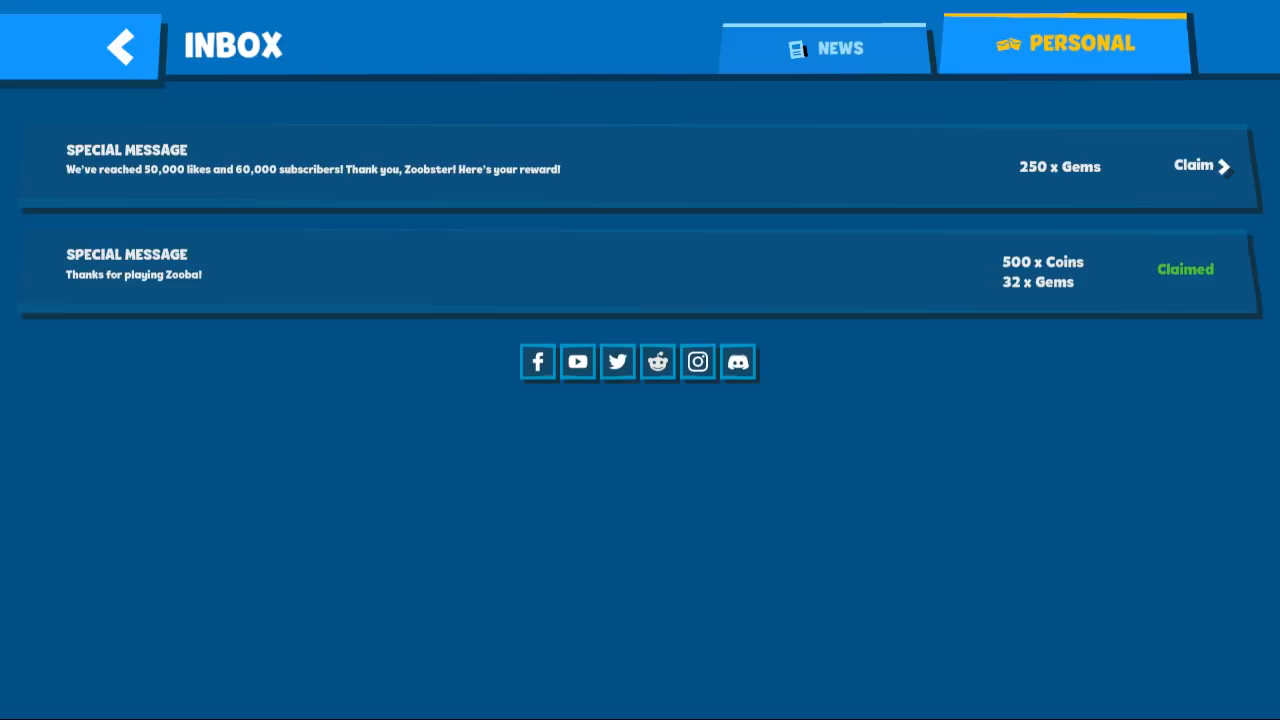 INBOX
NEWS
PERSONAL
SPECIAL MESSAGE
We've reached 50,000 likes and 60,000 subscribers! Thank you, Zoobster! Here's your reward!
250 x Gems
Claim
SPECIAL MESSAGE
Thanks for playing Zooba!
500 x Coins
32 x Gems
Claimed